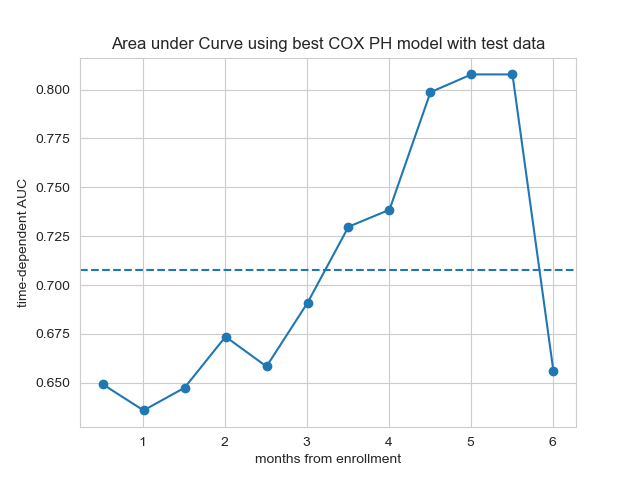 Area under Curve using best COX PH model with test data
time-dependent AUC
0.800
0.775
0.750
0.725
0.700
0.675
0.650
1 2 3 4 5 6
months from enrollment